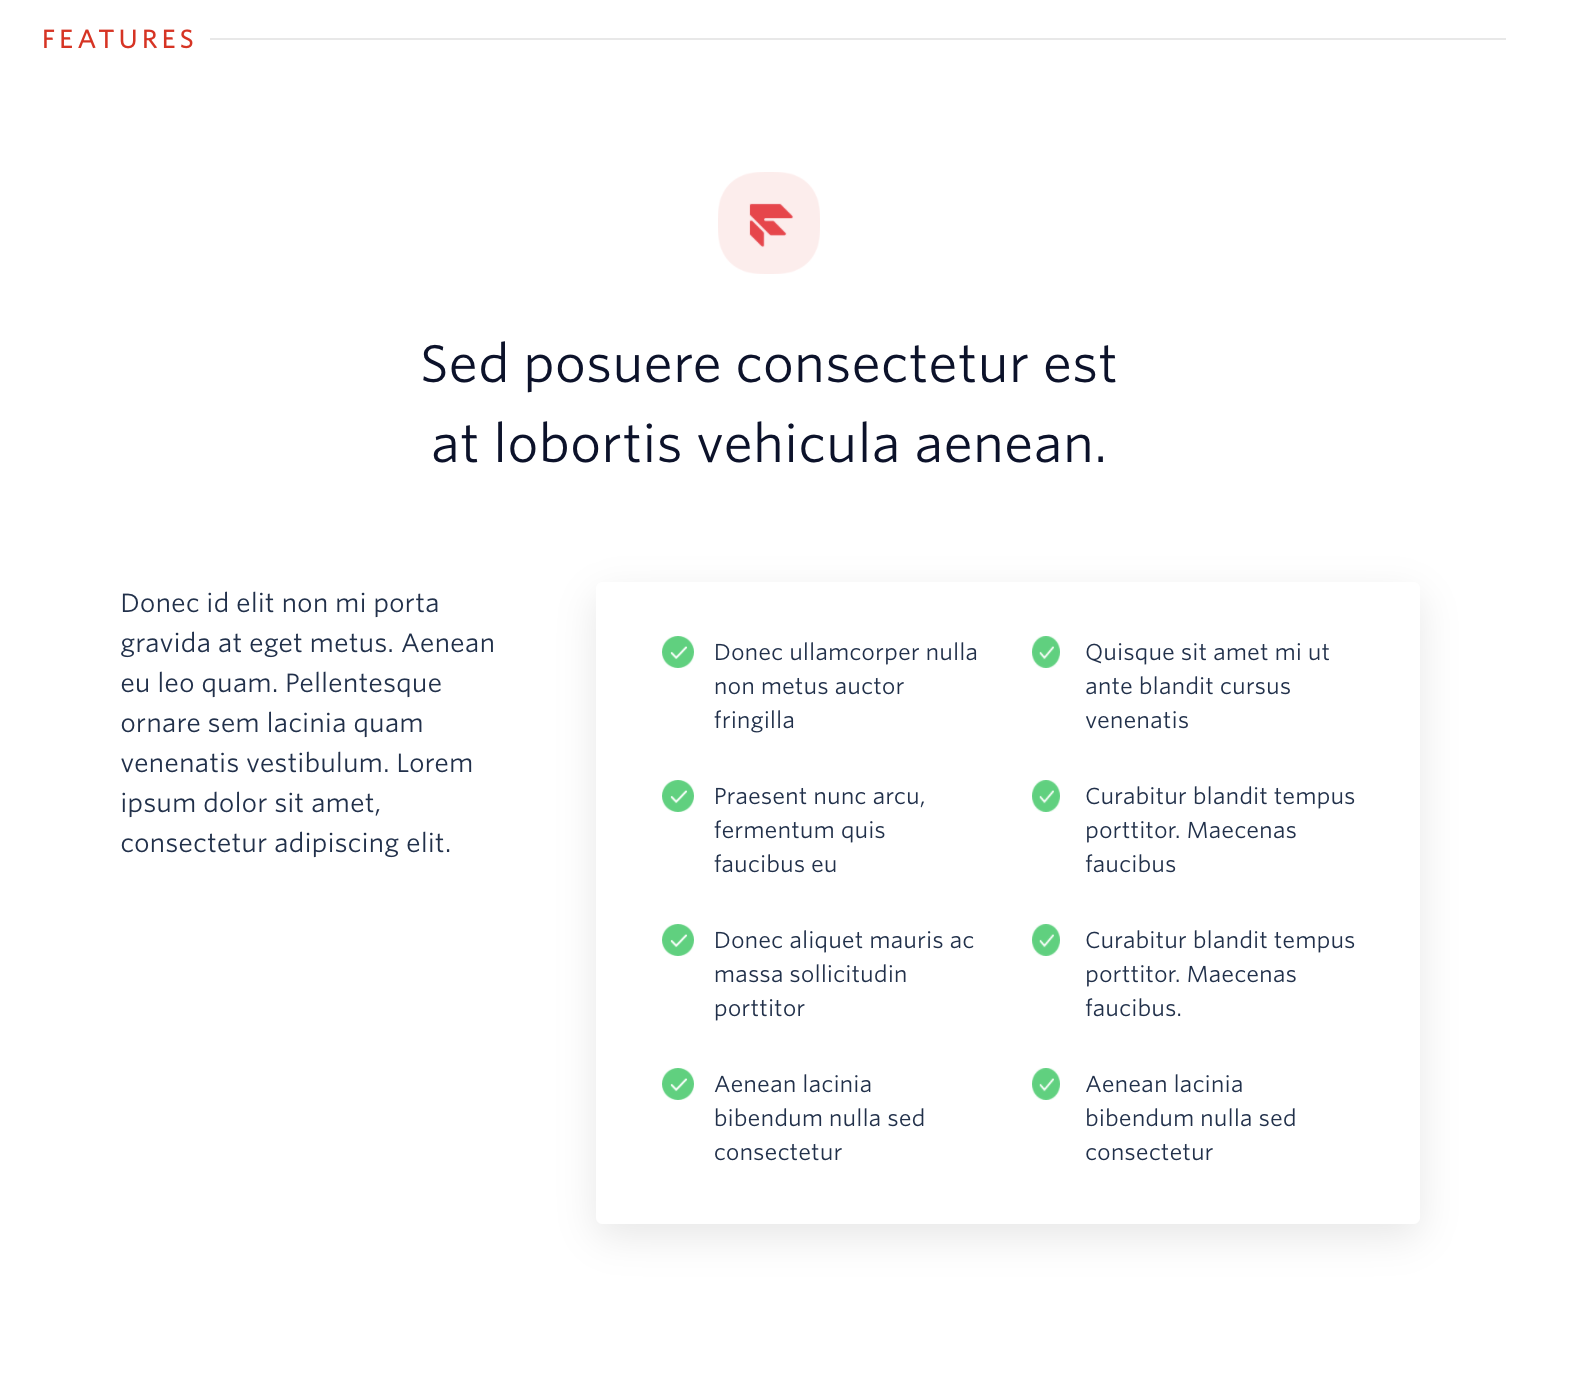 FEATURES
Sed posuere consectetur est
at lobortis vehicula aenean.
Donec id elit non mi porta
gravida at eget metus. Aenean
eu leo quam. Pellentesque
ornare sem lacinia quam
venenatis vestibulum. Lorem
ipsum dolor sit amet,
consectetur adipiscing elit.
Donec ullamcorper nulla
non metus auctor
fringilla
Praesent nunc arcu,
fermentum quis
faucibus eu
Donec aliquet mauris ac
massa sollicitudin
porttitor
Aenean lacinia
bibendum nulla sed
consectetur
Quisque sit amet mi ut
ante blandit cursus
venenatis
Curabitur blandit tempus
porttitor. Maecenas
faucibus
Curabitur blandit tempus
porttitor. Maecenas
faucibus.
Aenean lacinia
bibendum nulla sed
consectetur